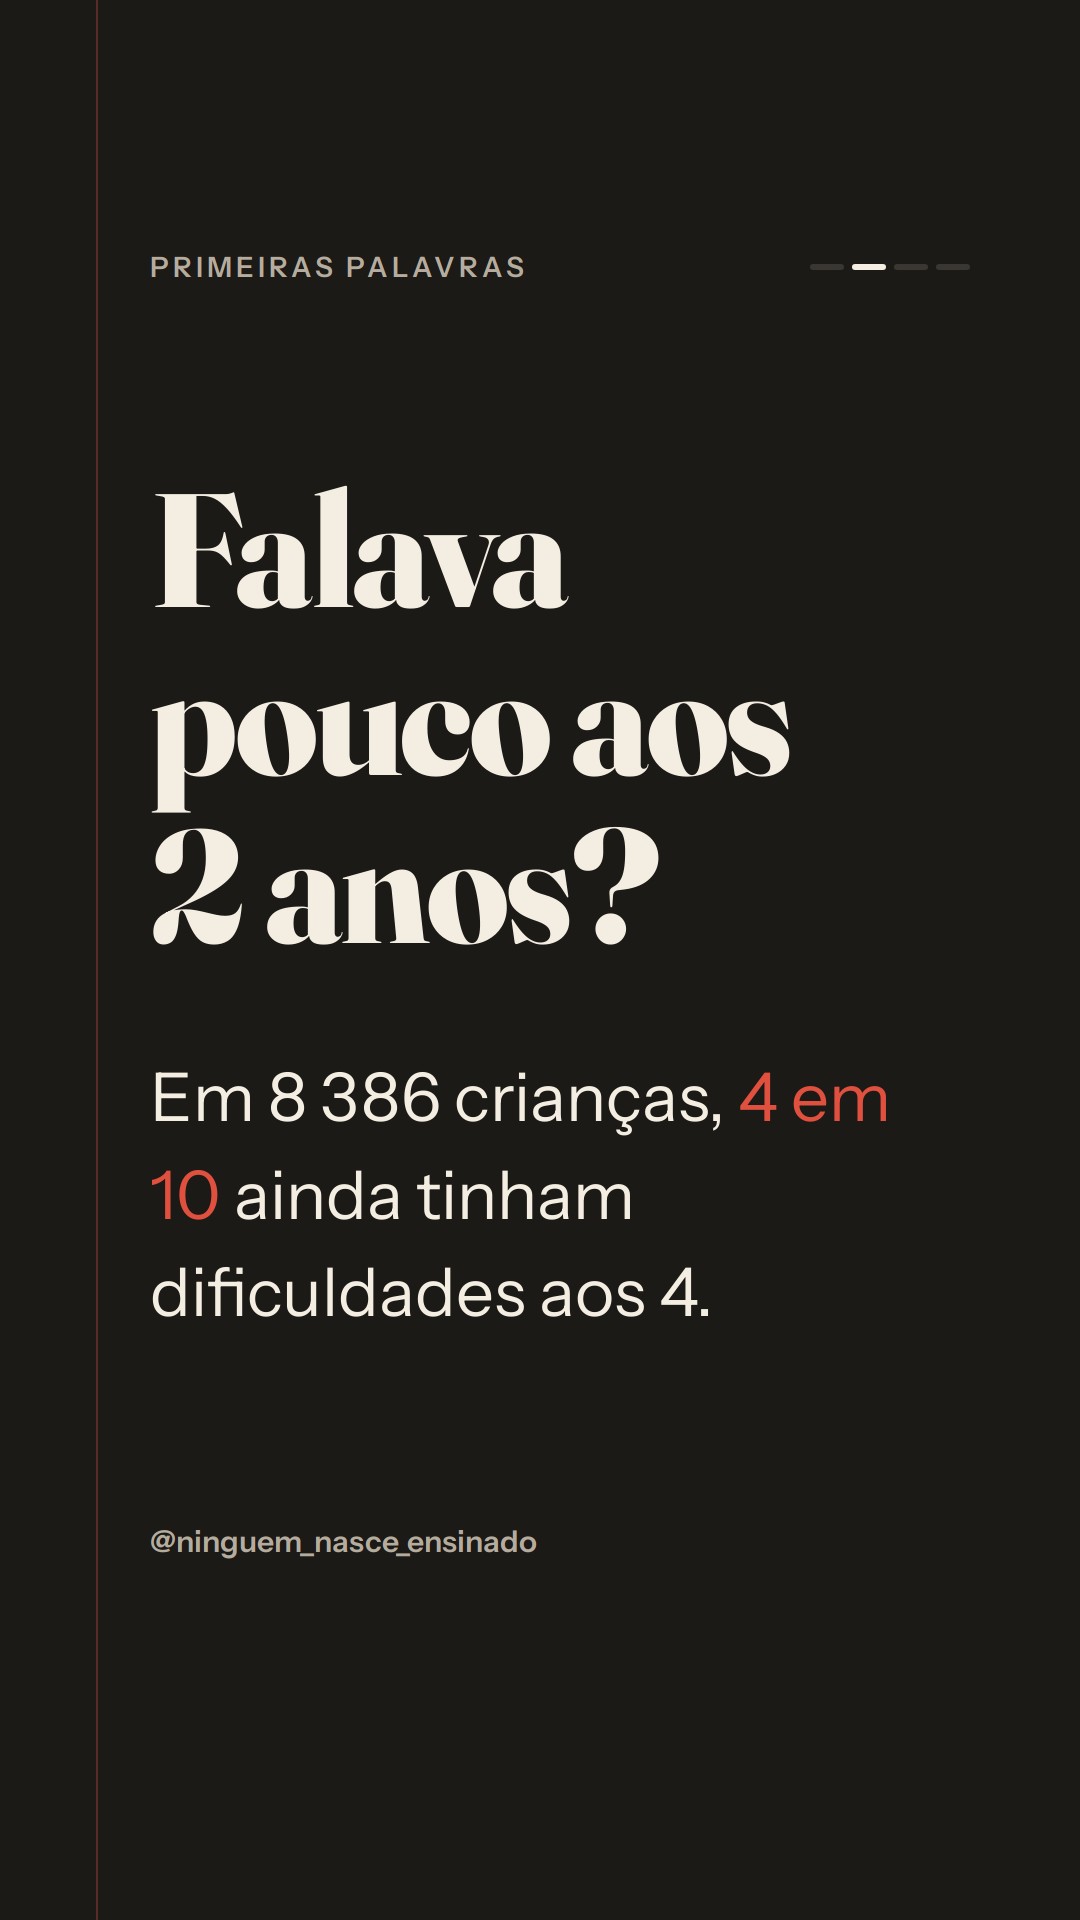 PRIMEIRAS PALAVRAS
Falava
pouco aos
2 anos?
Em 8 386 crianças, 4 em
10 ainda tinham
dificuldades aos 4.
@ninguem_nasce_ensinado